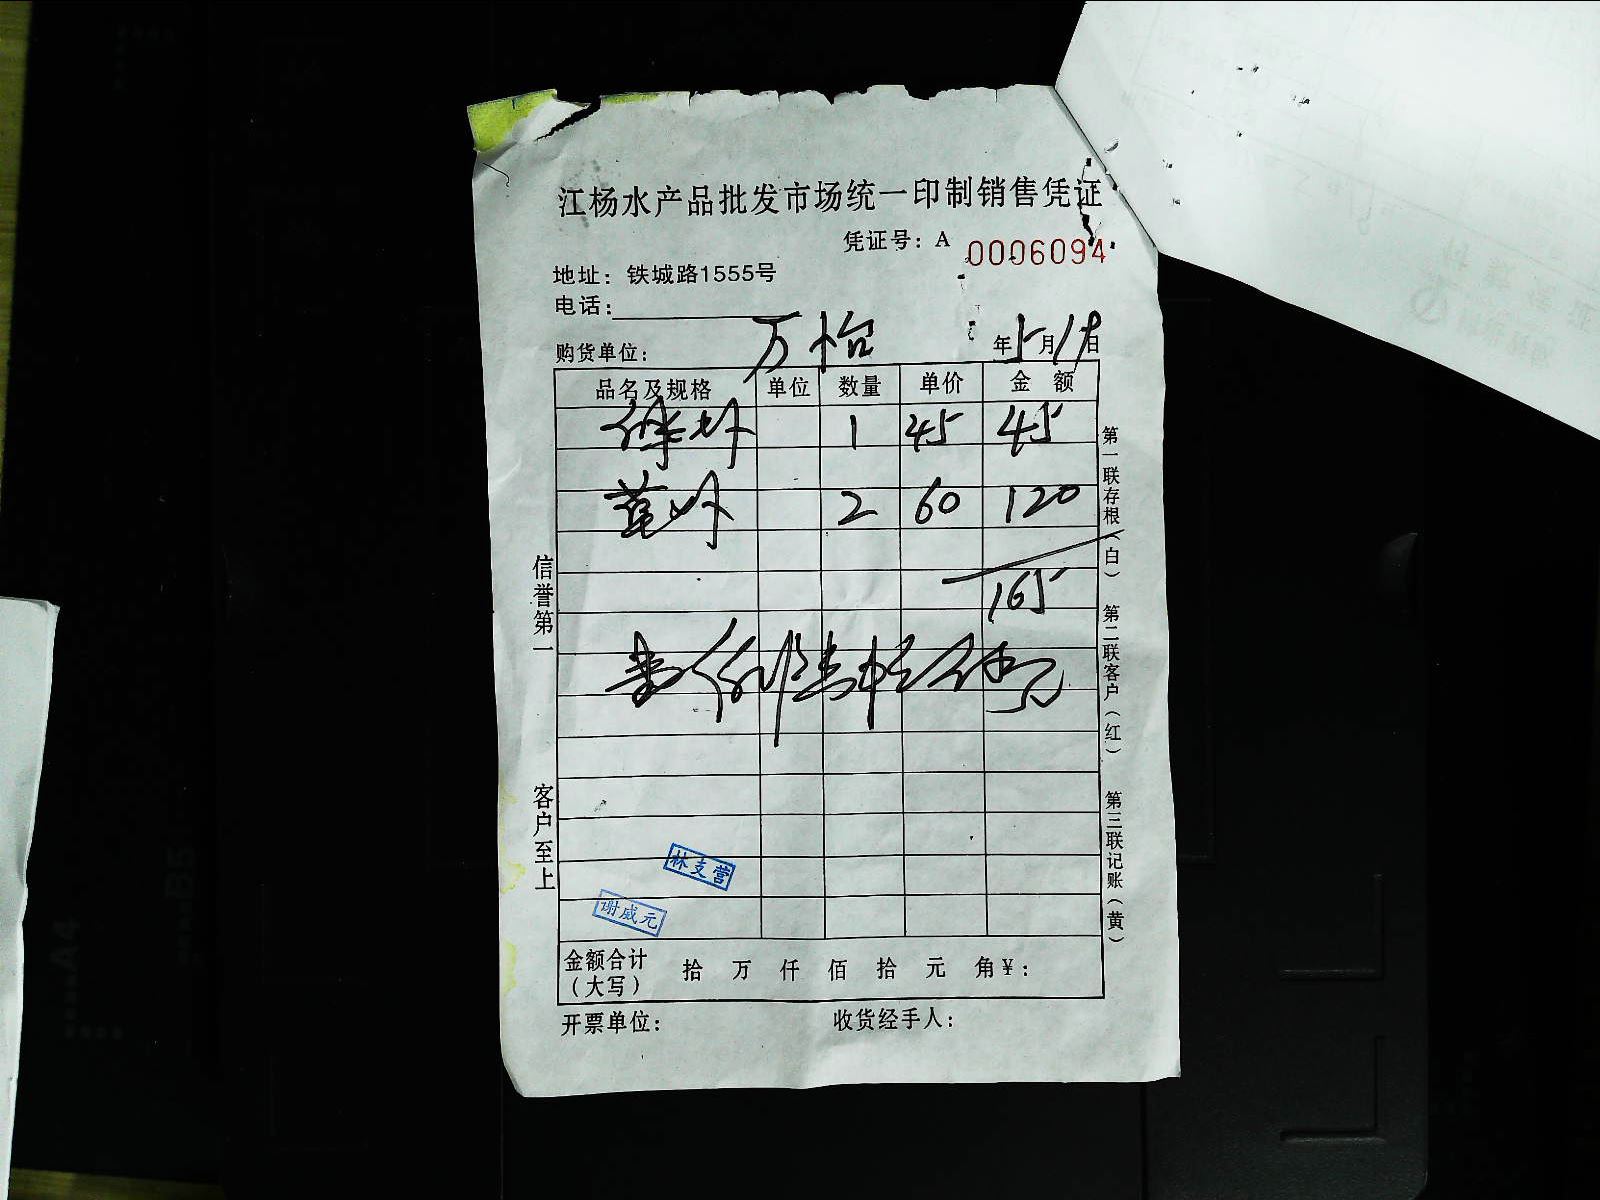 江杨水产品批发市场统一印制销售凭证
凭证号：A 0006094
地址：铁城路1555号
电话：
购货单位： 万怡 年5月19日
品名及规格 单位 数量 单价 金额
1 45 45
2 60 120
165
林支营
谢威元
金额合计（大写） 拾 万 仟 佰 拾 元 角 ¥：
开票单位： 收货经手人：
信誉第一
客户至上
第一联存根（白） 第二联客户（红） 第三联记账（黄）
A4
B5